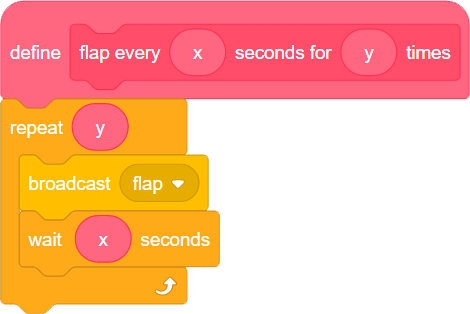 define flap every x seconds for y times
repeat y
broadcast flap
wait x seconds